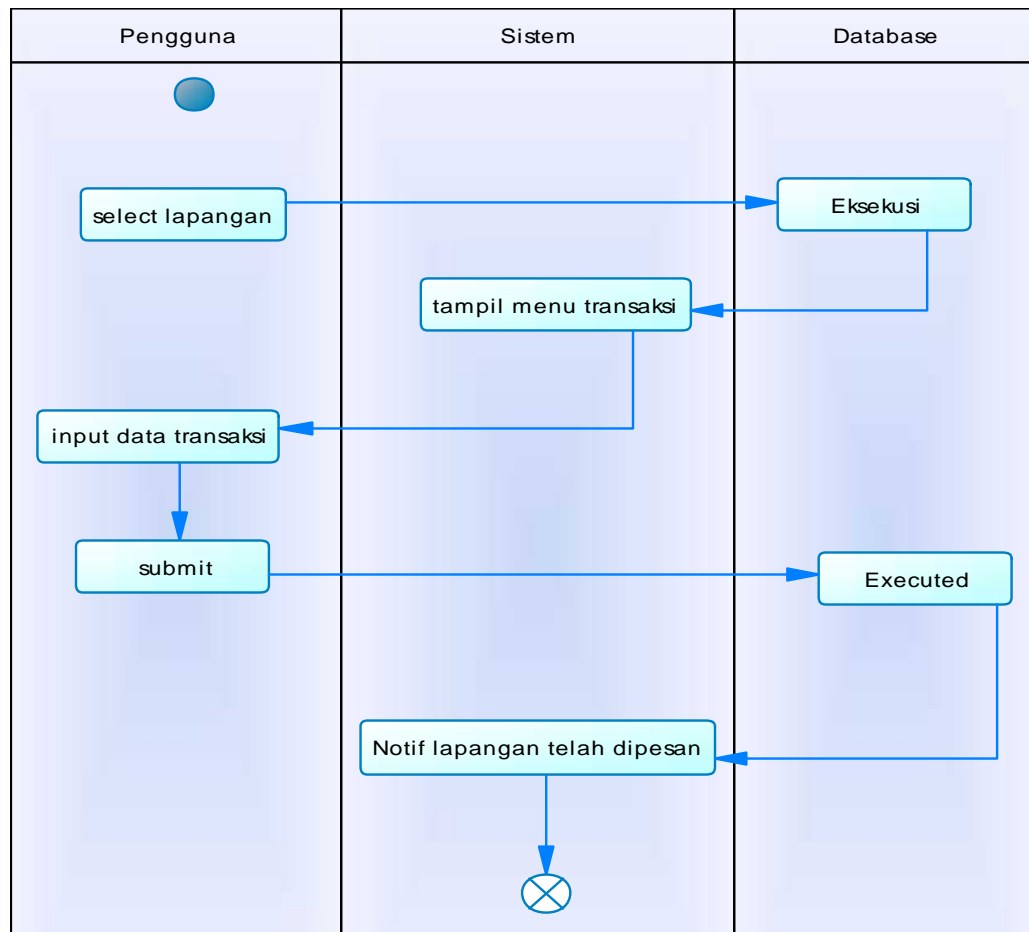 Pengguna
Sistem
Database
select lapangan
Eksekusi
tampil menu transaksi
input data transaksi
submit
Executed
Notif lapangan telah dipesan